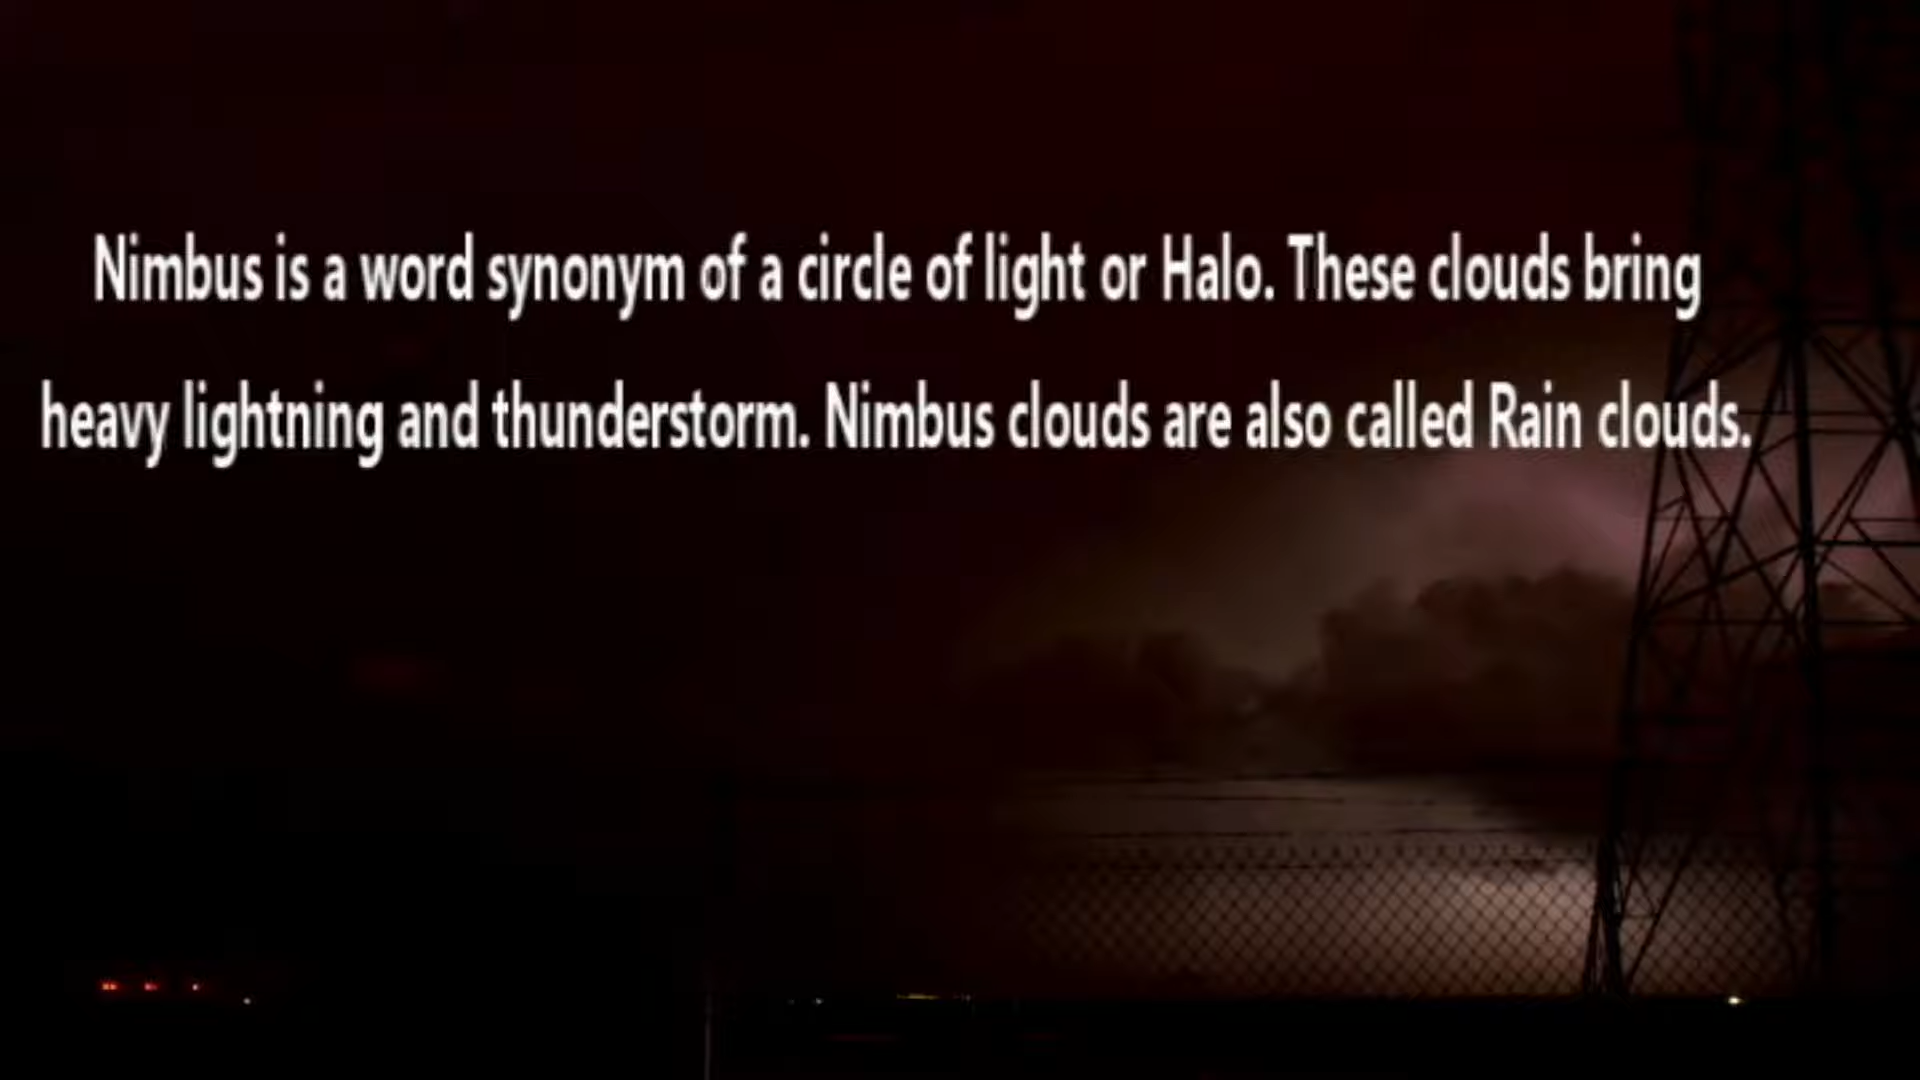 Nimbus is a word synonym of a circle of light or Halo. These clouds bring
heavy lightning and thunderstorm. Nimbus clouds are also called Rain clouds.